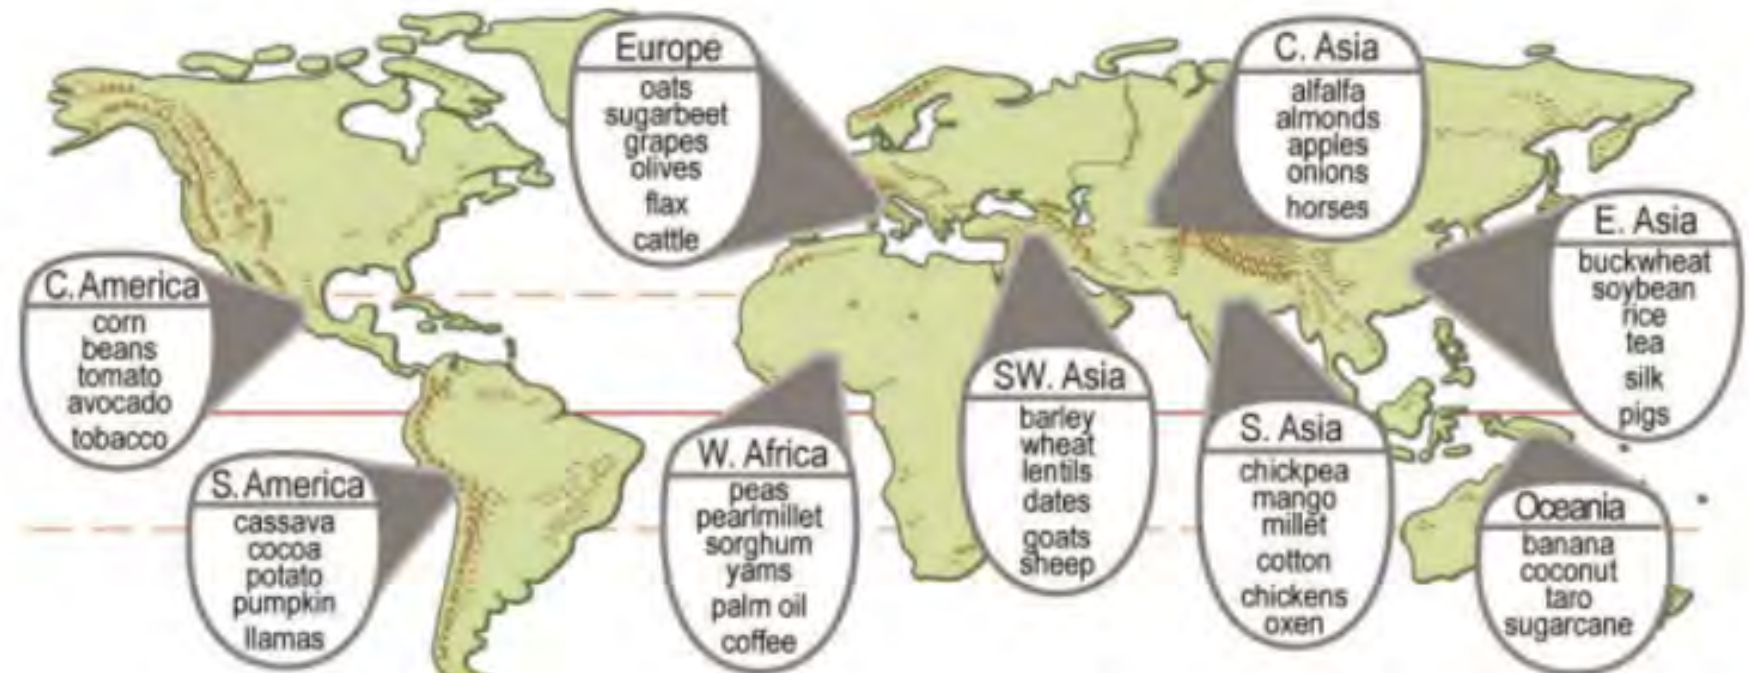 Europe
oats
sugarbeet
grapes
olives
flax
cattle
C. Asia
alfalfa
almonds
apples
onions
horses
E. Asia
buckwheat
soybean
rice
tea
silk
pigs
C. America
corn
beans
tomato
avocado
tobacco
S. America
cassava
cocoa
potato
pumpkin
llamas
W. Africa
peas
pearlmillet
sorghum
yams
palm oil
coffee
SW. Asia
barley
wheat
lentils
dates
goats
sheep
S. Asia
chickpea
mango
millet
cotton
chickens
oxen
Oceania
banana
coconut
taro
sugarcane